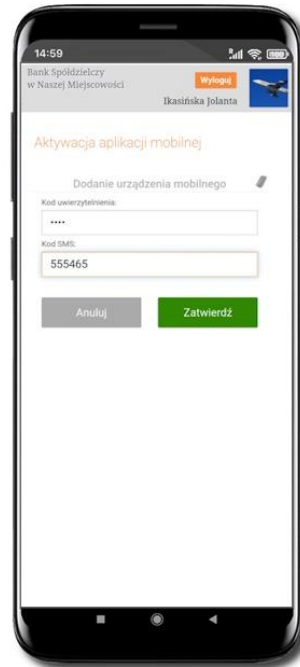 14:59
Bank Spółdzielczy
w Naszej Miejscowości
Wyloguj
Ikasińska Jolanta
Aktywacja aplikacji mobilnej
Dodanie urządzenia mobilnego
Kod uwierzytelnienia:
••••
Kod SMS:
555465
Anuluj
Zatwierdź